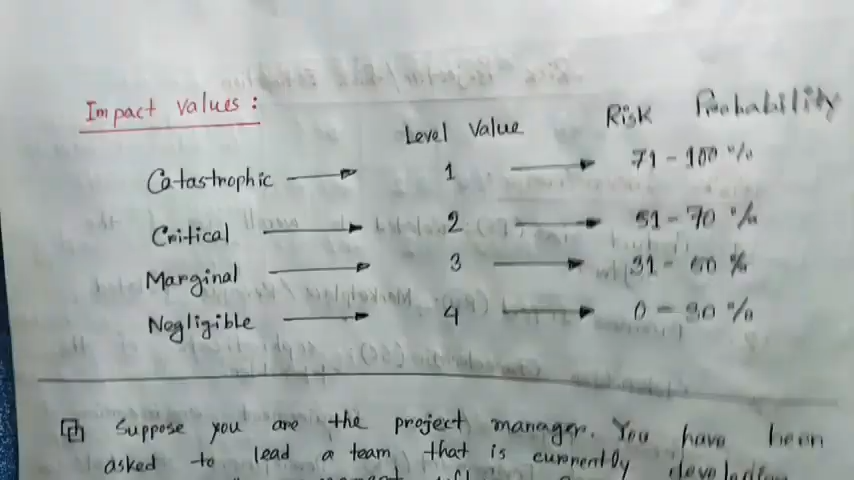 Impact values:
Level Value Risk Probability
Catastrophic → 1 → 71 - 100 %
Critical → 2 → 51 - 70 %
Marginal → 3 → 31 - %
Negligible → 4 → 0 - 30 %
Suppose you are the project manager. You have been
asked to lead a team that is currently